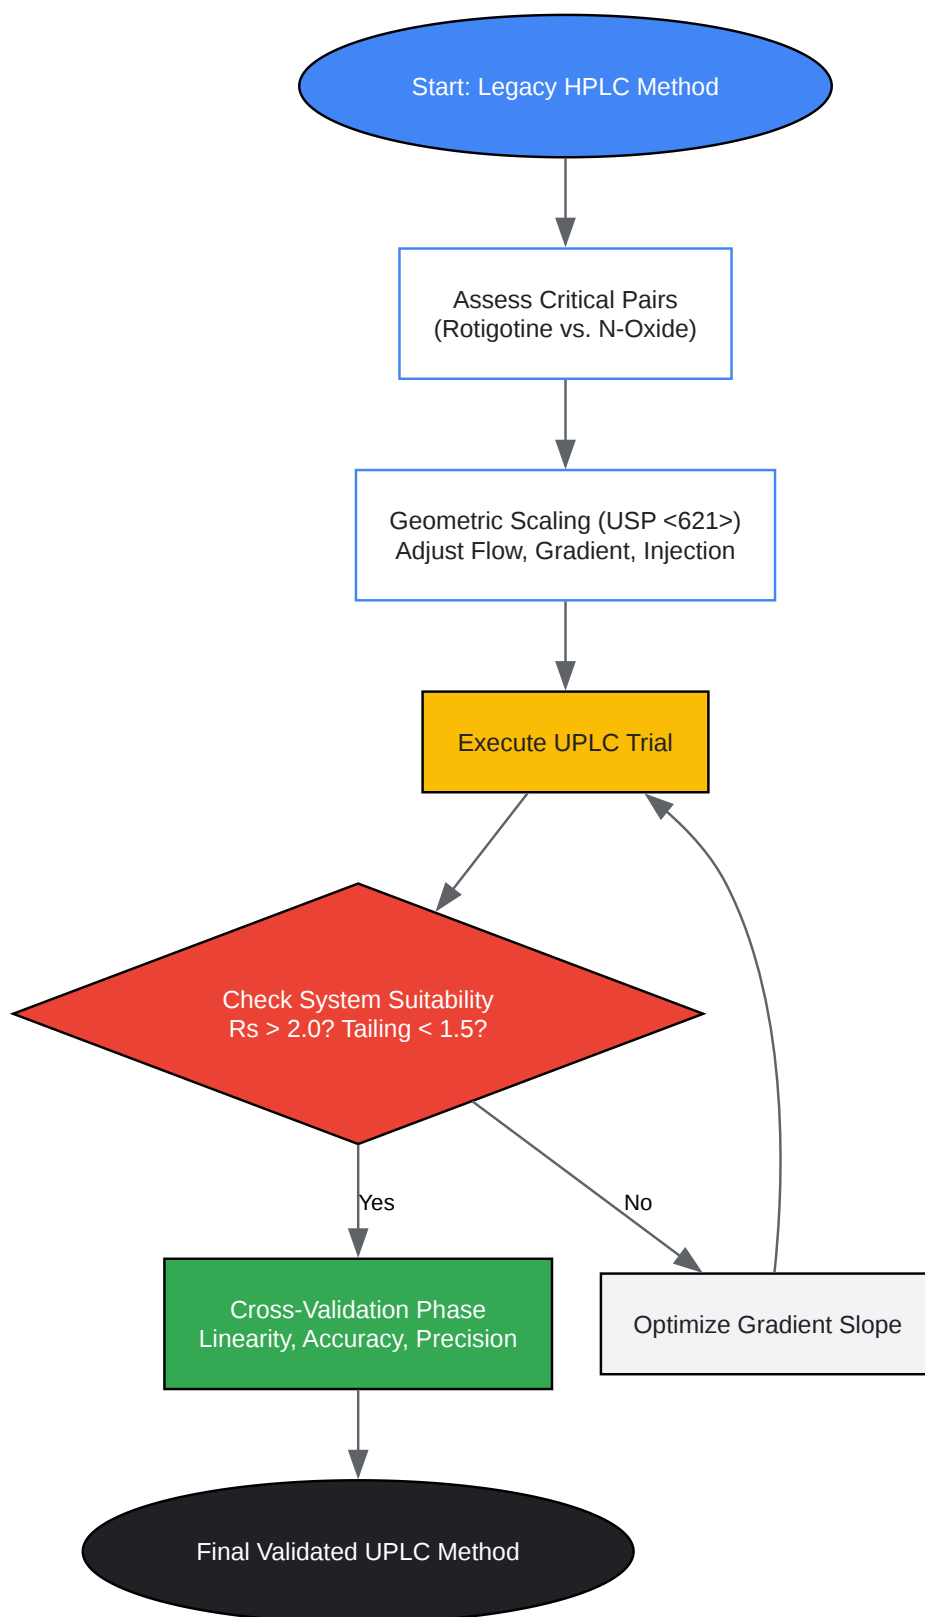 Start: Legacy HPLC Method
Assess Critical Pairs
(Rotigotine vs. N-Oxide)
Geometric Scaling (USP <621>)
Adjust Flow, Gradient, Injection
Execute UPLC Trial
Check System Suitability
Rs > 2.0? Tailing < 1.5?
Yes
No
Cross-Validation Phase
Linearity, Accuracy, Precision
Optimize Gradient Slope
Final Validated UPLC Method